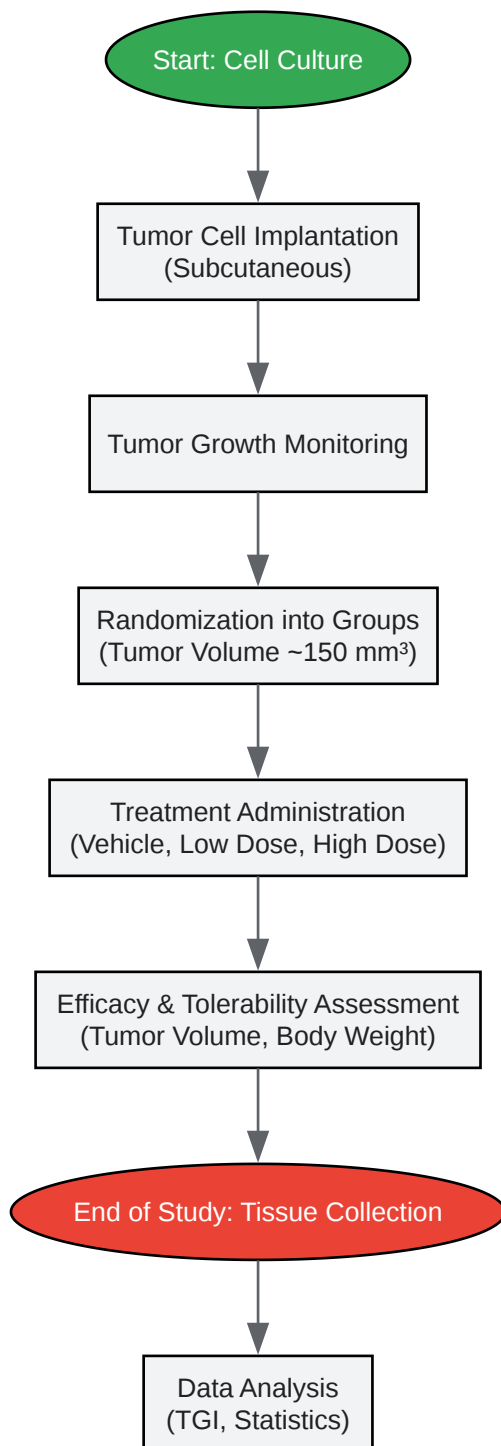 Start: Cell Culture
Tumor Cell Implantation
(Subcutaneous)
Tumor Growth Monitoring
Randomization into Groups
(Tumor Volume ~150 mm³)
Treatment Administration
(Vehicle, Low Dose, High Dose)
Efficacy & Tolerability Assessment
(Tumor Volume, Body Weight)
End of Study: Tissue Collection
Data Analysis
(TGI, Statistics)